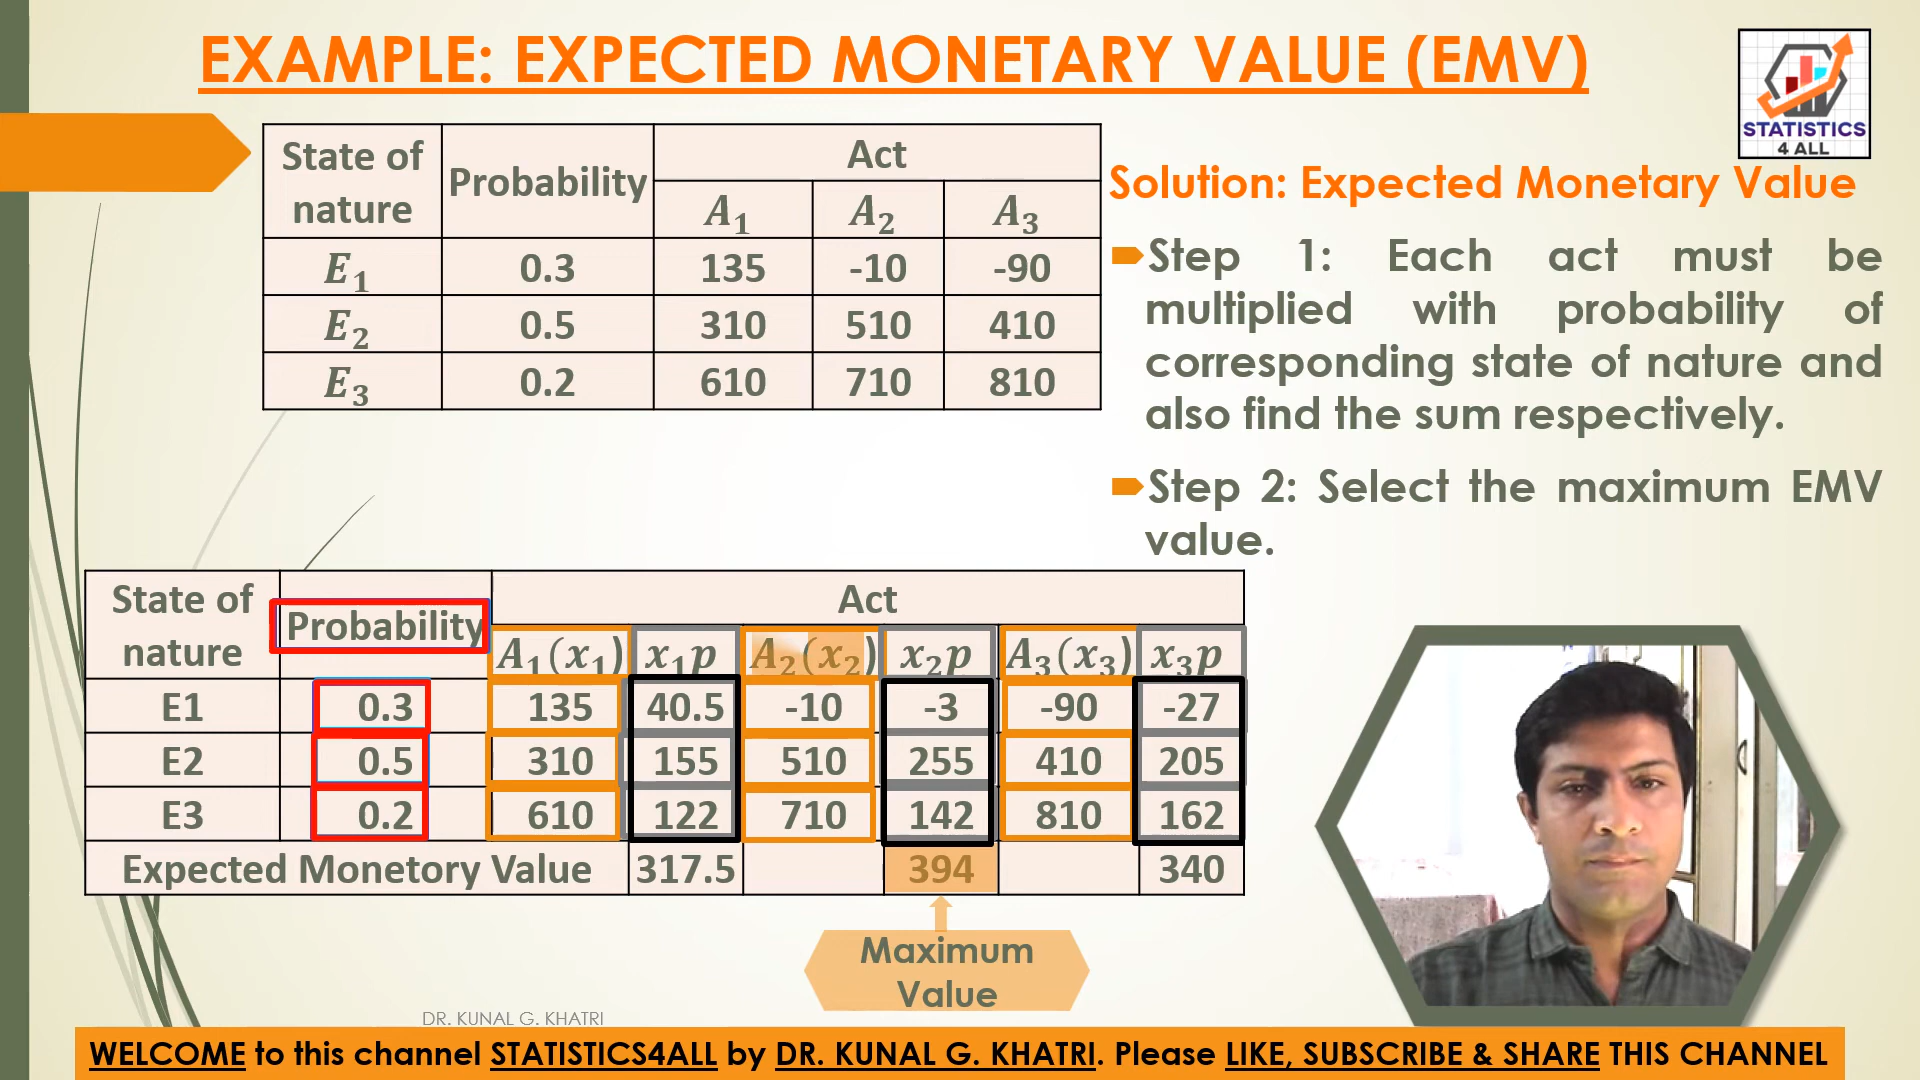 EXAMPLE: EXPECTED MONETARY VALUE (EMV)
STATISTICS
4 ALL
State of nature Probability Act
A1 A2 A3
E1 0.3 135 -10 -90
E2 0.5 310 510 410
E3 0.2 610 710 810
Solution: Expected Monetary Value
Step 1: Each act must be
multiplied with probability of
corresponding state of nature and
also find the sum respectively.
Step 2: Select the maximum EMV
value.
State of nature Probability Act
A1(x1) x1p A2(x2) x2p A3(x3) x3p
E1 0.3 135 40.5 -10 -3 -90 -27
E2 0.5 310 155 510 255 410 205
E3 0.2 610 122 710 142 810 162
Expected Monetory Value 317.5 394 340
Maximum
Value
DR. KUNAL G. KHATRI
WELCOME to this channel STATISTICS4ALL by DR. KUNAL G. KHATRI. Please LIKE, SUBSCRIBE & SHARE THIS CHANNEL